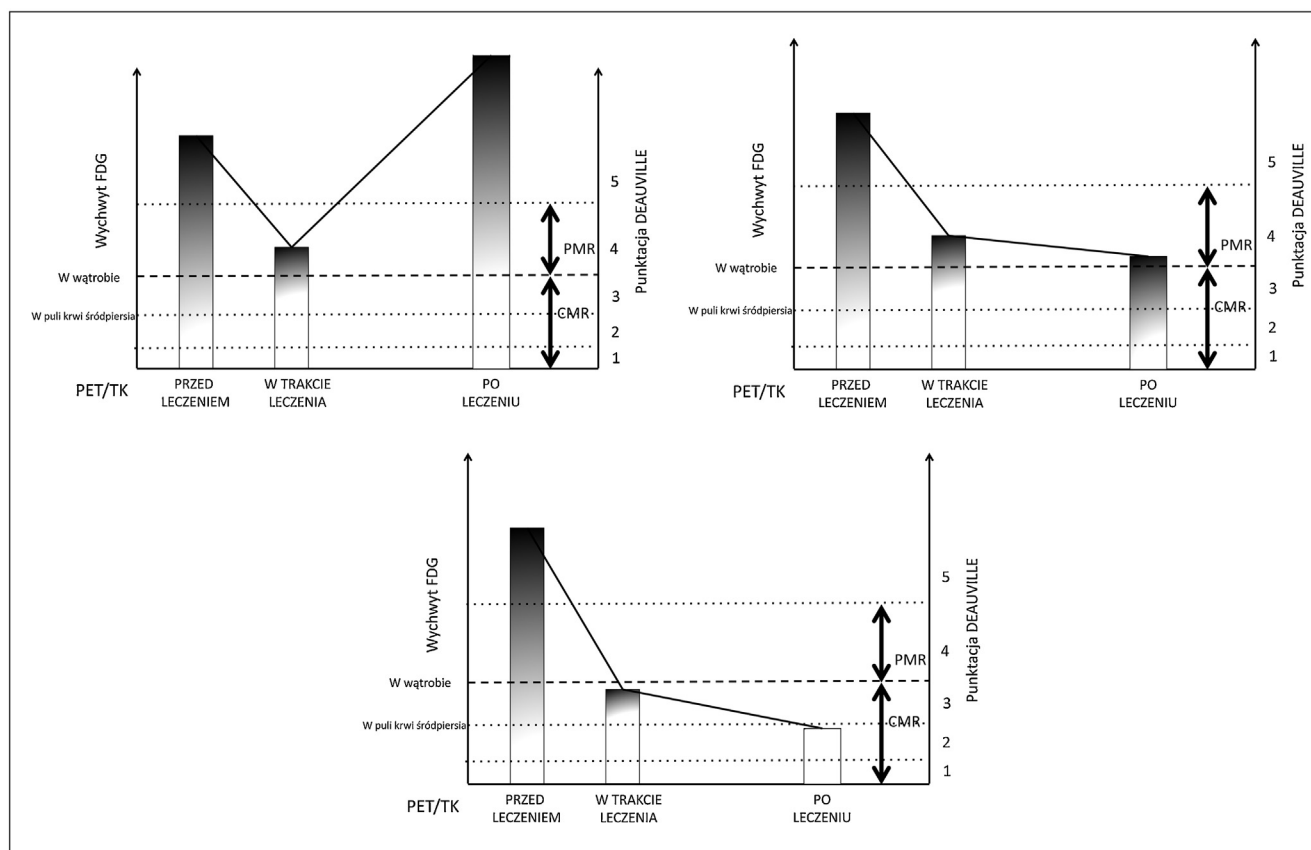 Wychwyt FDG
W wątrobie
W puli krwi śródpiersia
PET/TK
PRZED
LECZENIEM
W TRAKCIE
LECZENIA
PO
LECZENIU
PMR
CMR
5
4
3
2
1
Punktacja DEAUVILLE
Wychwyt FDG
W wątrobie
W puli krwi śródpiersia
PET/TK
PRZED
LECZENIEM
W TRAKCIE
LECZENIA
PO
LECZENIU
PMR
CMR
5
4
3
2
1
Punktacja DEAUVILLE
Wychwyt FDG
W wątrobie
W puli krwi śródpiersia
PET/TK
PRZED
LECZENIEM
W TRAKCIE
LECZENIA
PO
LECZENIU
PMR
CMR
5
4
3
2
1
Punktacja DEAUVILLE